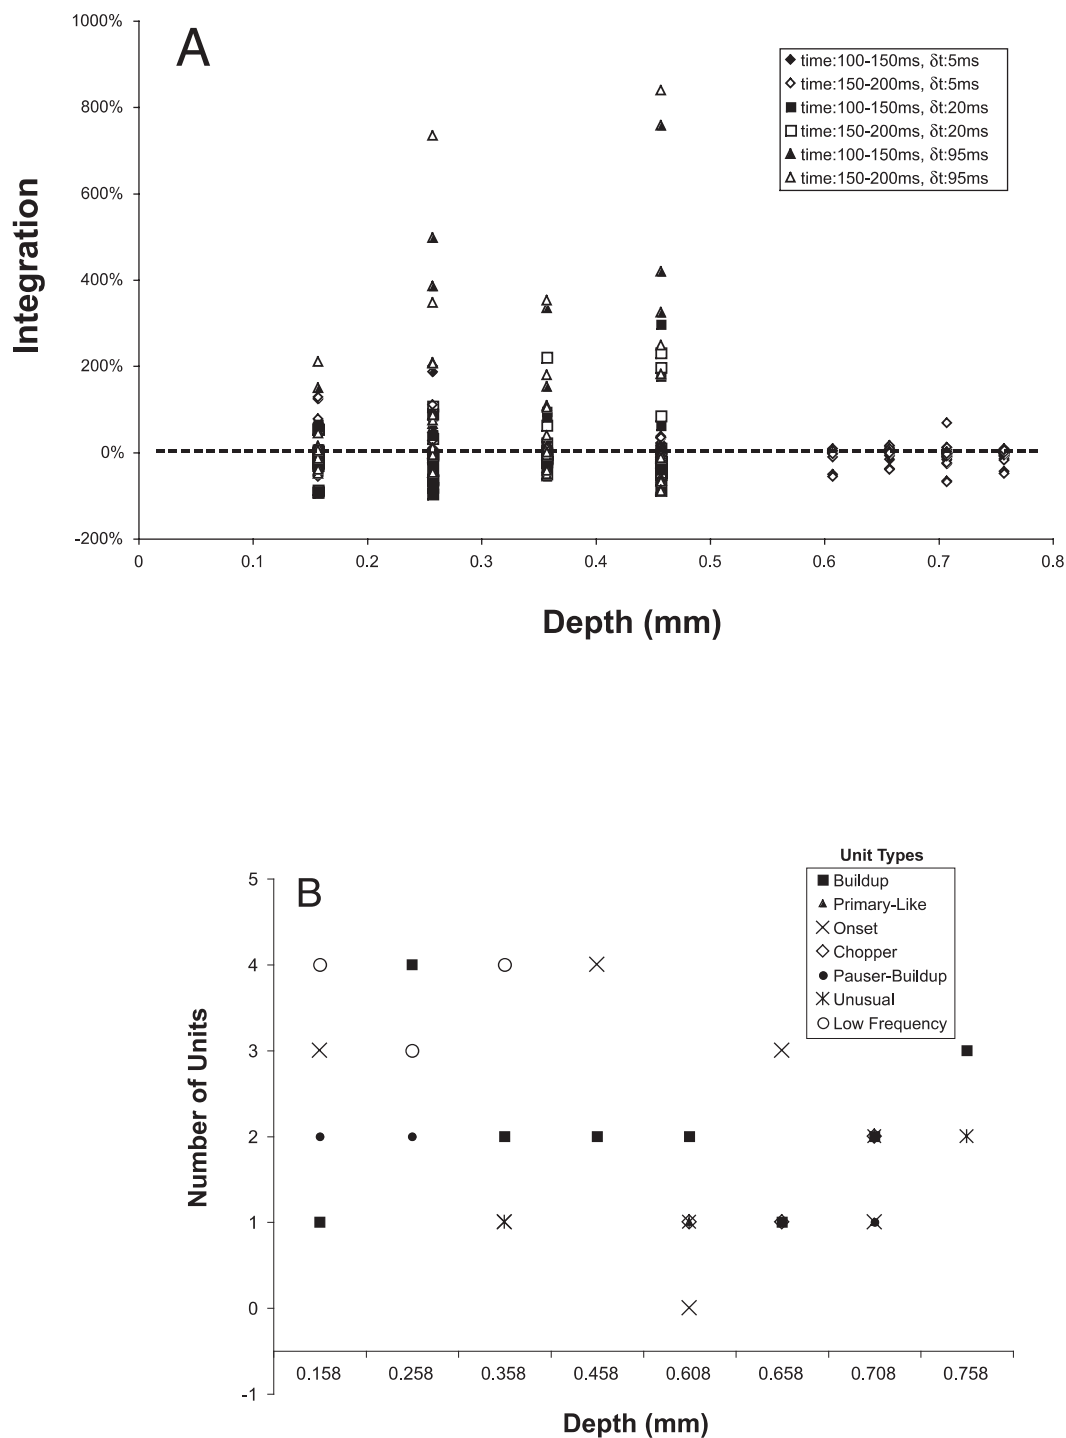 A
1000%
800%
600%
400%
200%
0%
-200%
Integration
time:100-150ms, δt:5ms
time:150-200ms, δt:5ms
time:100-150ms, δt:20ms
time:150-200ms, δt:20ms
time:100-150ms, δt:95ms
time:150-200ms, δt:95ms
0 0.1 0.2 0.3 0.4 0.5 0.6 0.7 0.8
Depth (mm)
B
Unit Types
Buildup
Primary-Like
Onset
Chopper
Pauser-Buildup
Unusual
Low Frequency
5
4
3
2
1
0
-1
Number of Units
0.158 0.258 0.358 0.458 0.608 0.658 0.708 0.758
Depth (mm)